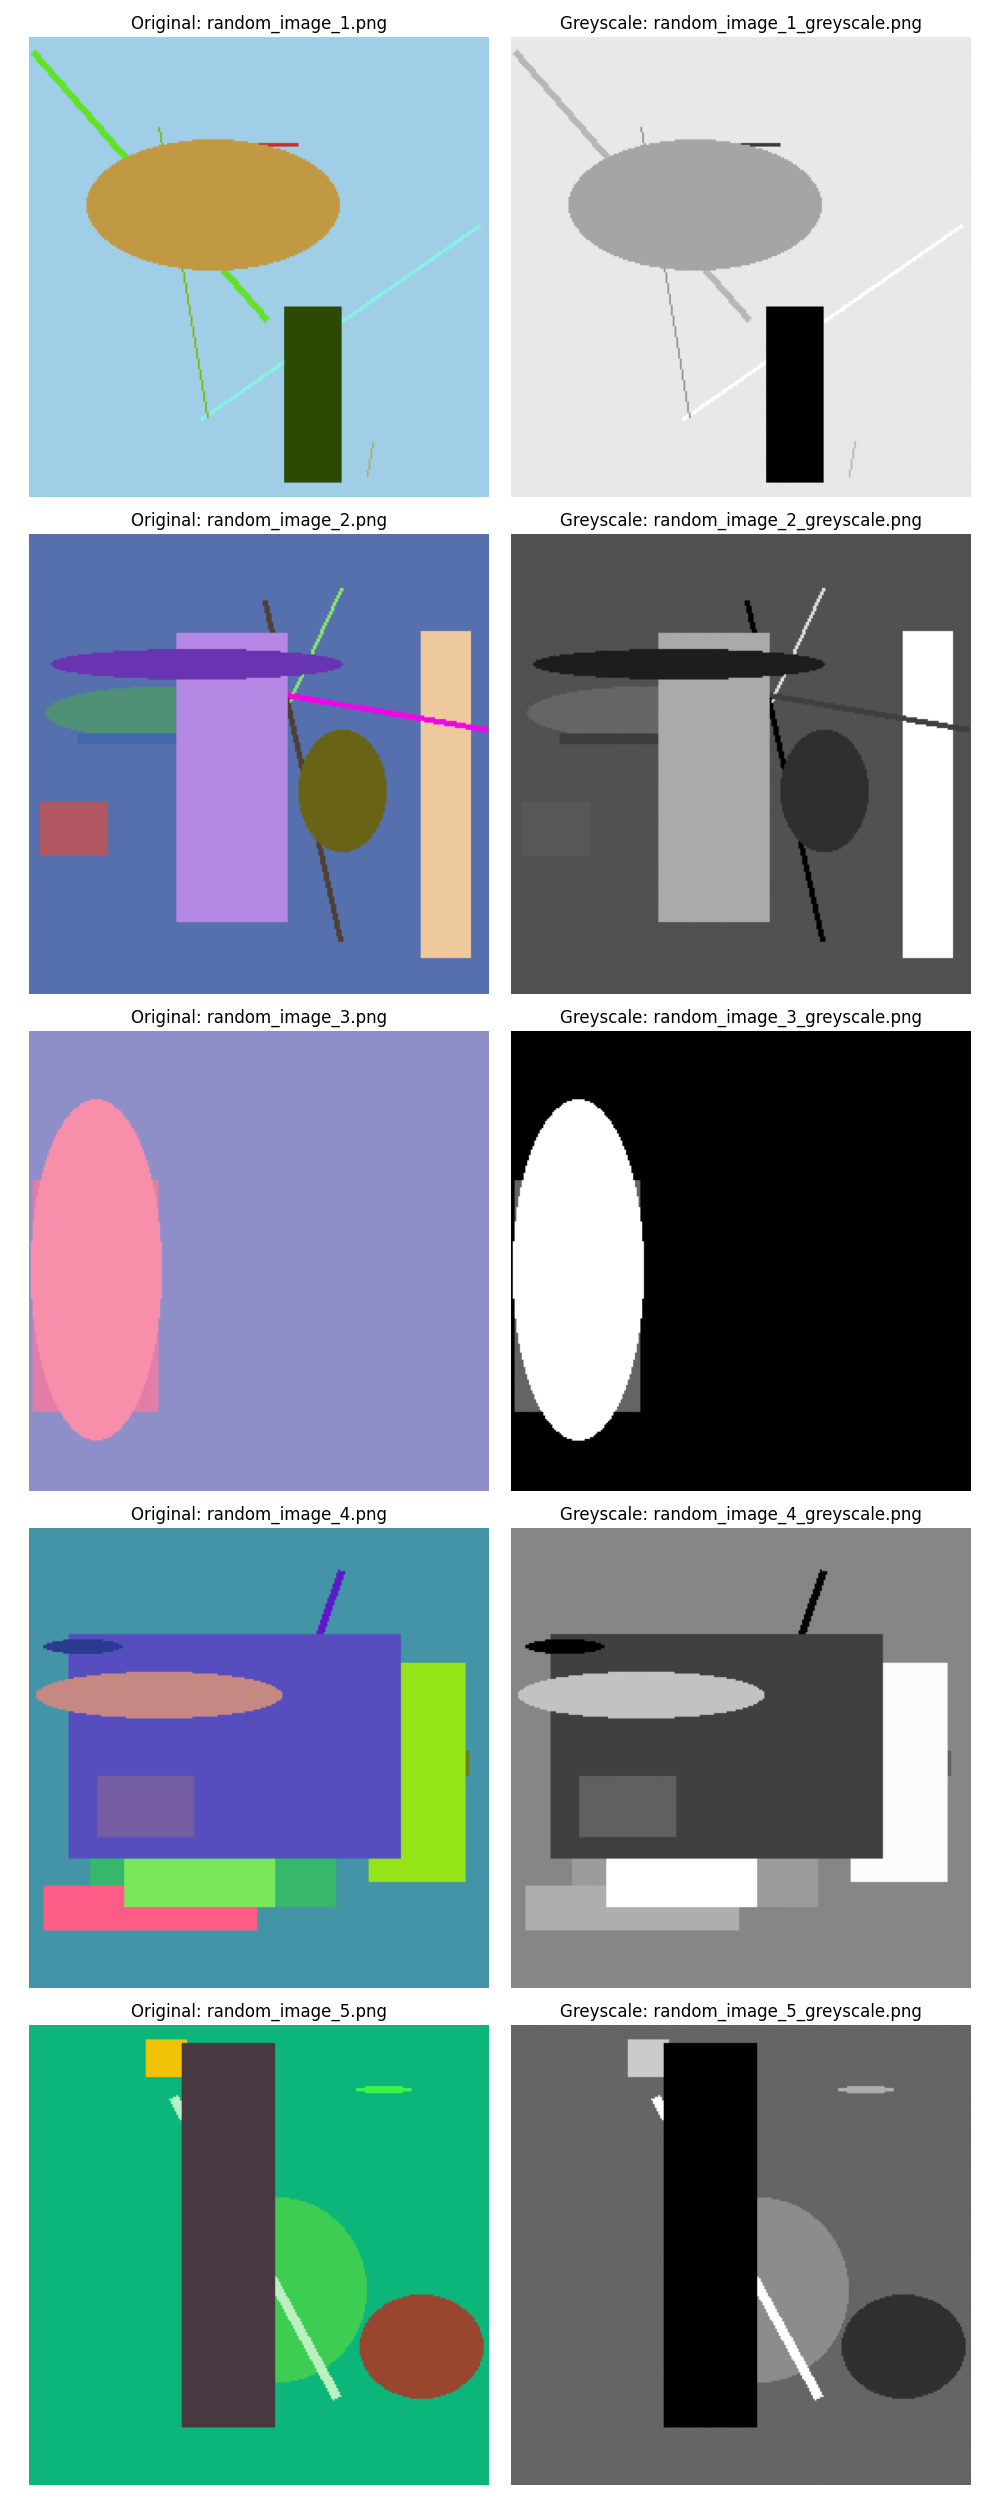 Original: random_image_1.png
Greyscale: random_image_1_greyscale.png
Original: random_image_2.png
Greyscale: random_image_2_greyscale.png
Original: random_image_3.png
Greyscale: random_image_3_greyscale.png
Original: random_image_4.png
Greyscale: random_image_4_greyscale.png
Original: random_image_5.png
Greyscale: random_image_5_greyscale.png